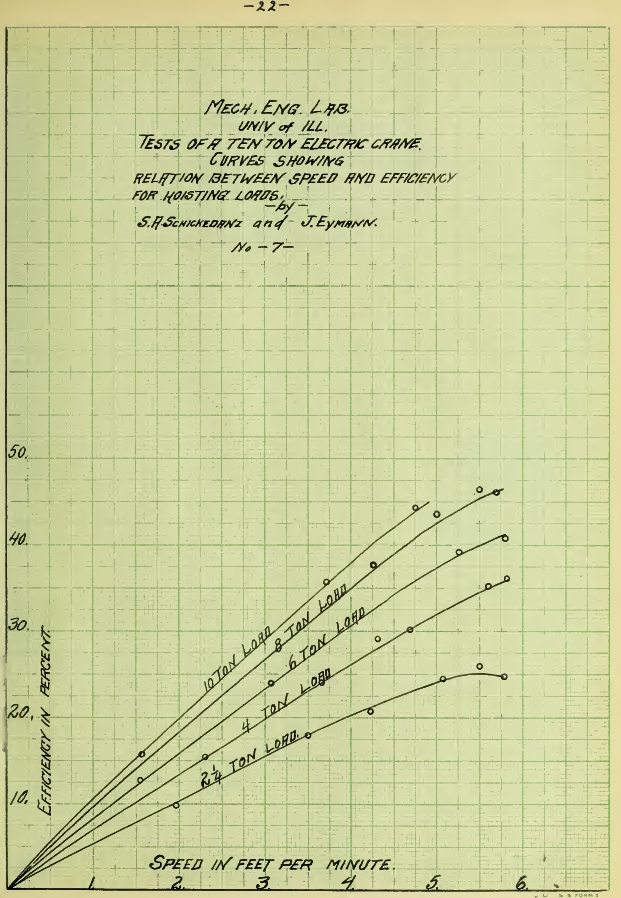 -22-
MECH. ENG. LAB.
UNIV of ILL.
TESTS OF A TEN TON ELECTRIC CRANE.
CURVES SHOWING
RELATION BETWEEN SPEED AND EFFICIENCY
FOR HOISTING LOADS.
-by-
S.A.SCHICKEDANZ and J.EYMANN.
No -7-
50.
40.
30.
20.
10.
EFFICIENCY IN PERCENT.
10 TON LOAD
8 TON LOAD
6 TON LOAD
4 TON LOAD
2 1/4 TON LOAD.
SPEED IN FEET PER MINUTE.
1. 2. 3. 4. 5. 6.